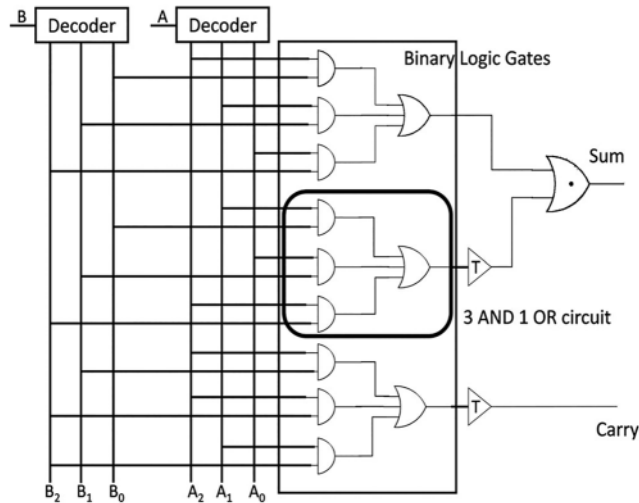 B
Decoder
A
Decoder
Binary Logic Gates
Sum
T
3 AND 1 OR circuit
T
Carry
B₂ B₁ B₀ A₂ A₁ A₀